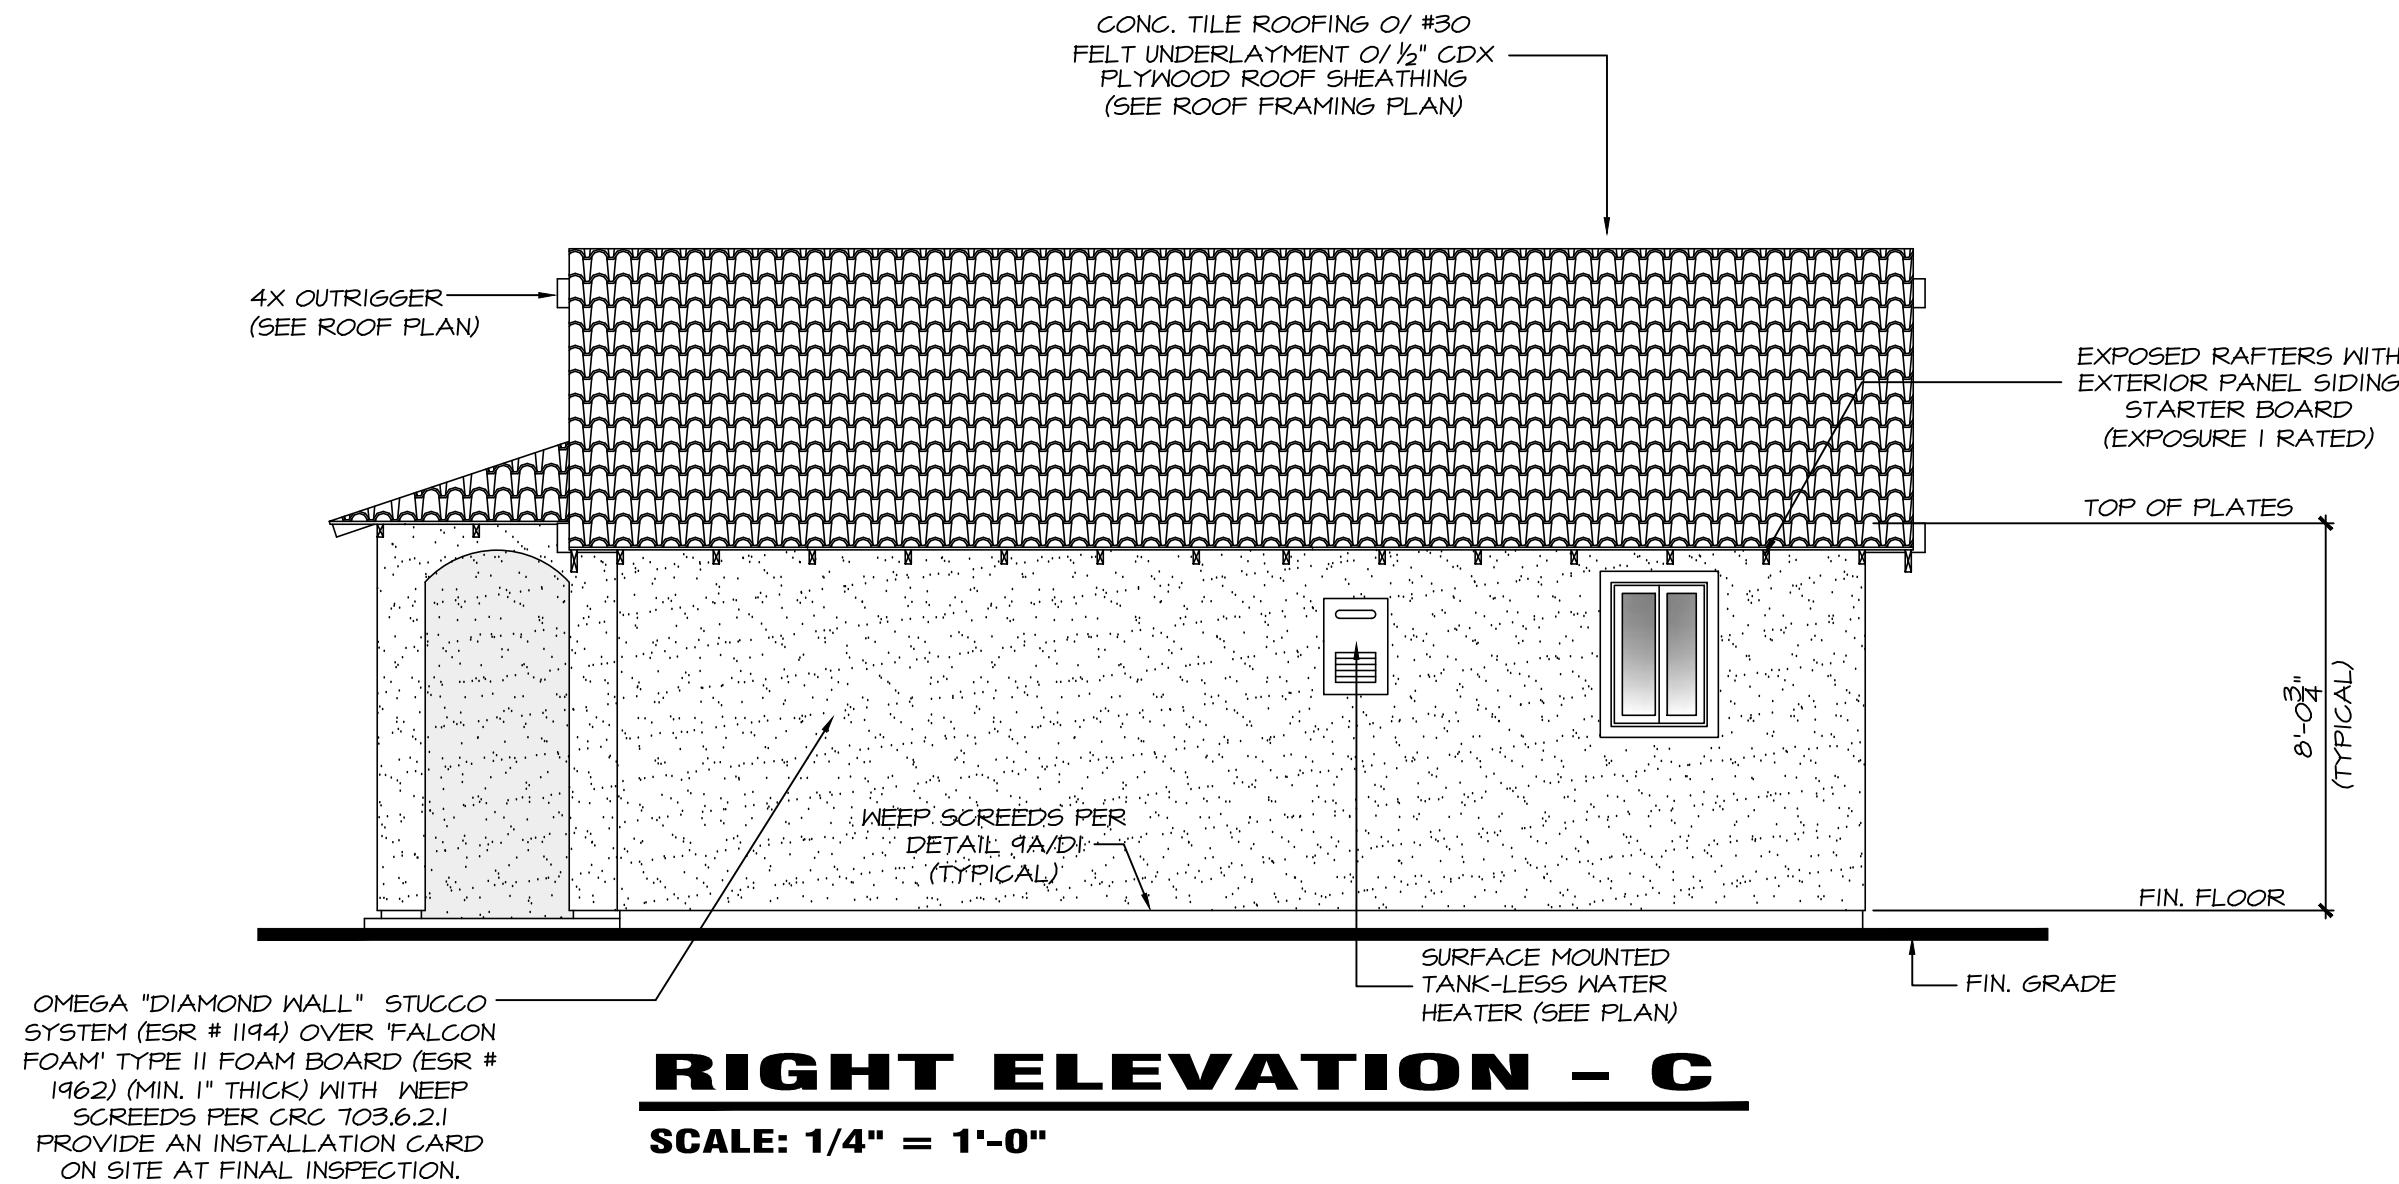 CONC. TILE ROOFING O/ #30
FELT UNDERLAYMENT O/ ½" CDX
PLYWOOD ROOF SHEATHING
(SEE ROOF FRAMING PLAN)
4X OUTRIGGER
(SEE ROOF PLAN)
EXPOSED RAFTERS WITH
EXTERIOR PANEL SIDING
STARTER BOARD
(EXPOSURE 1 RATED)
TOP OF PLATES
8'-0¾"
(TYPICAL)
WEEP SCREEDS PER
DETAIL 9A/D1
(TYPICAL)
FIN. FLOOR
SURFACE MOUNTED
TANK-LESS WATER
HEATER (SEE PLAN)
FIN. GRADE
OMEGA "DIAMOND WALL" STUCCO
SYSTEM (ESR # 1194) OVER 'FALCON
FOAM' TYPE 11 FOAM BOARD (ESR #
1962) (MIN. 1" THICK) WITH WEEP
SCREEDS PER CRC 703.6.2.1
PROVIDE AN INSTALLATION CARD
ON SITE AT FINAL INSPECTION.
RIGHT ELEVATION - C
SCALE: 1/4" = 1'-0"